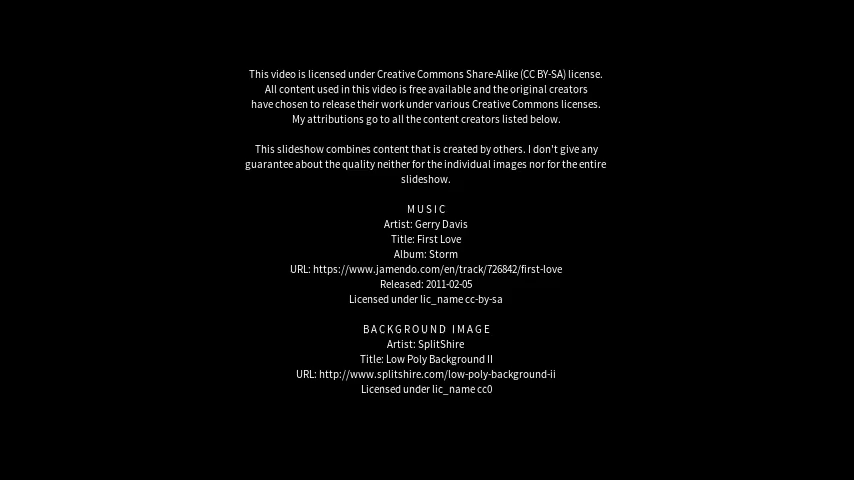 This video is licensed under Creative Commons Share-Alike (CC BY-SA) license.
All content used in this video is free available and the original creators
have chosen to release their work under various Creative Commons licenses.
My attributions go to all the content creators listed below.
This slideshow combines content that is created by others. I don't give any
guarantee about the quality neither for the individual images nor for the entire
slideshow.
MUSIC
Artist: Gerry Davis
Title: First Love
Album: Storm
URL: https://www.jamendo.com/en/track/726842/first-love
Released: 2011-02-05
Licensed under lic_name cc-by-sa
BACKGROUND IMAGE
Artist: SplitShire
Title: Low Poly Background II
URL: http://www.splitshire.com/low-poly-background-ii
Licensed under lic_name cc0